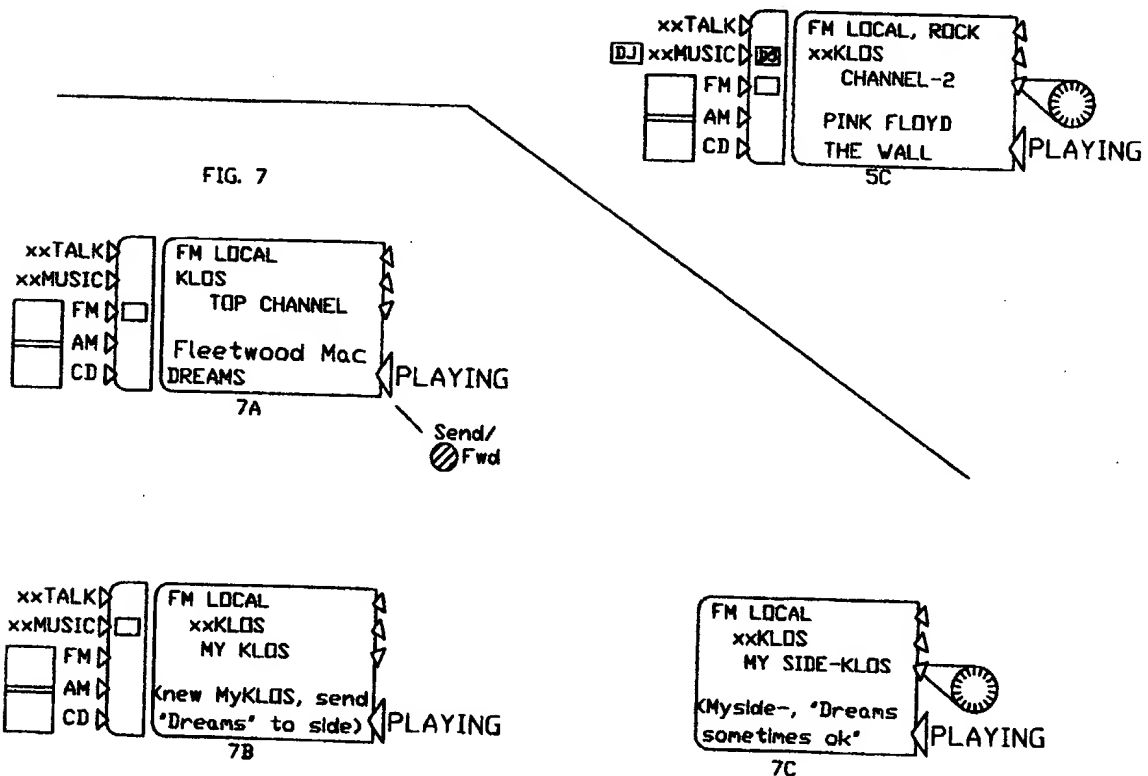 xxTALK
DJ xxMUSIC DJ
FM
AM
CD
FM LOCAL, ROCK
xxKLOS
CHANNEL-2
PINK FLOYD
THE WALL
PLAYING
5C
FIG. 7
xxTALK
xxMUSIC
FM
AM
CD
FM LOCAL
KLOS
TOP CHANNEL
Fleetwood Mac
DREAMS
PLAYING
7A
Send/
Fwd
xxTALK
xxMUSIC
FM
AM
CD
FM LOCAL
xxKLOS
MY KLOS
(new MyKLOS, send
"Dreams" to side)
PLAYING
7B
FM LOCAL
xxKLOS
MY SIDE-KLOS
(Myside-, "Dreams
sometimes ok"
PLAYING
7C